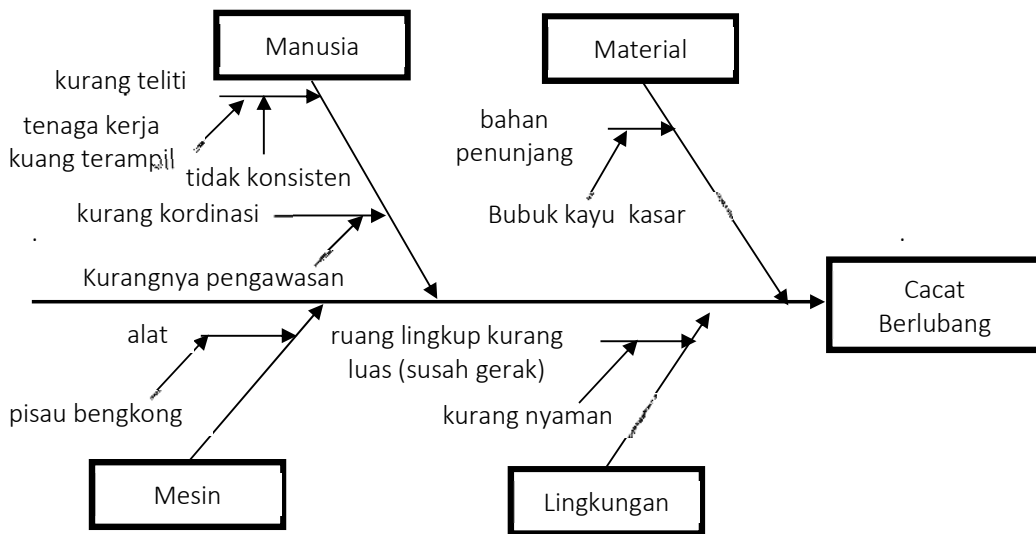 Manusia
Material
kurang teliti
tenaga kerja
kuang terampil
tidak konsisten
kurang kordinasi
Kurangnya pengawasan
bahan
penunjang
Bubuk kayu kasar
Cacat
Berlubang
alat
pisau bengkong
ruang lingkup kurang
luas (susah gerak)
kurang nyaman
Mesin
Lingkungan